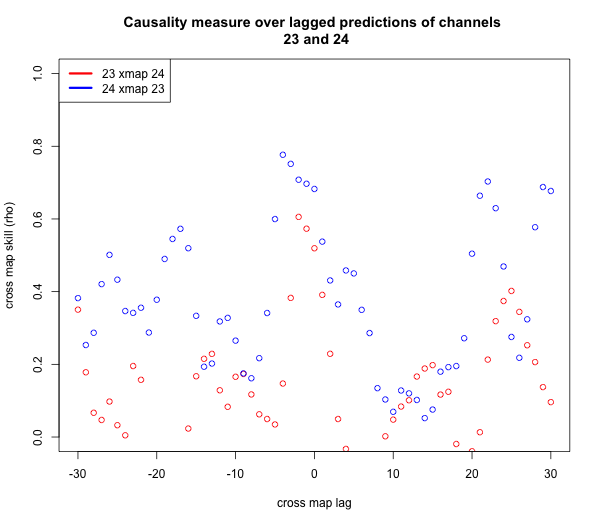 Causality measure over lagged predictions of channels
23 and 24
23 xmap 24
24 xmap 23
cross map skill (rho)
1.0
0.8
0.6
0.4
0.2
0.0
-30 -20 -10 0 10 20 30
cross map lag